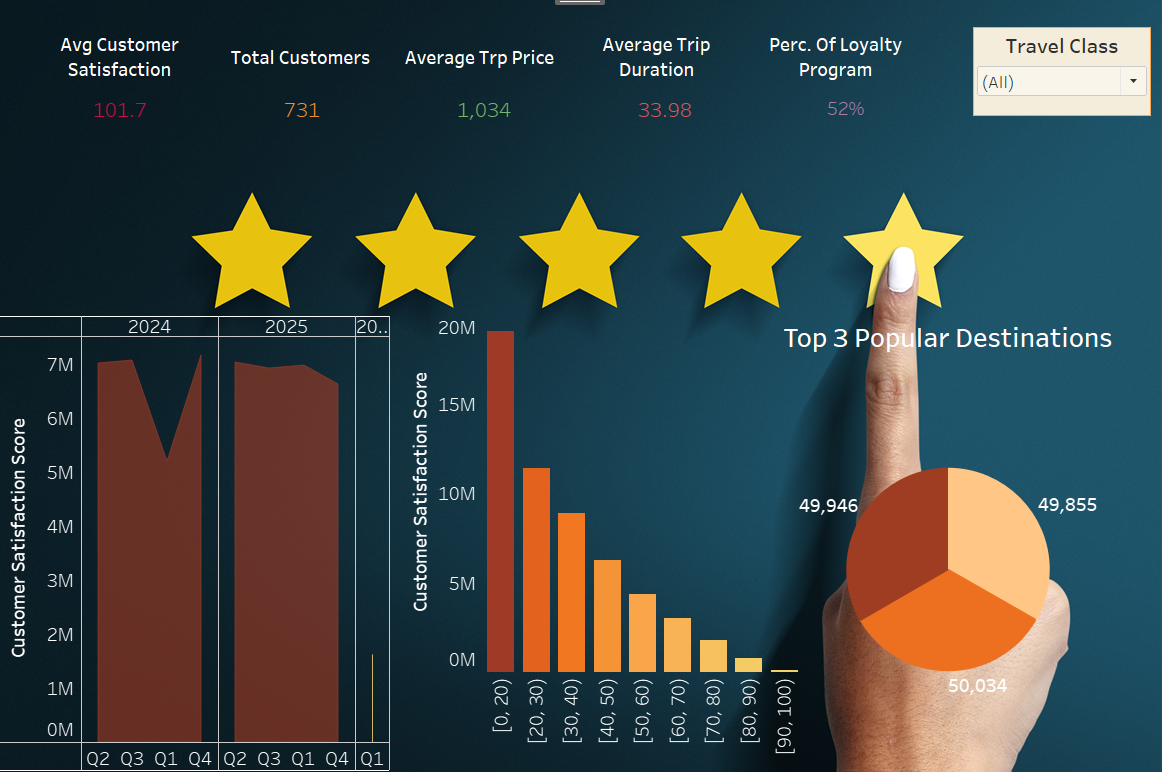 Avg Customer
Satisfaction
101.7
Total Customers
731
Average Trp Price
1,034
Average Trip
Duration
33.98
Perc. Of Loyalty
Program
52%
Travel Class
(All)
2024 2025 20..
Customer Satisfaction Score
7M
6M
5M
4M
3M
2M
1M
0M
Q2 Q3 Q1 Q4 Q2 Q3 Q1 Q4 Q1
Customer Satisfaction Score
20M
15M
10M
5M
0M
[0, 20)
[20, 30)
[30, 40)
[40, 50)
[50, 60)
[60, 70)
[70, 80)
[80, 90)
[90, 100)
Top 3 Popular Destinations
49,946
49,855
50,034